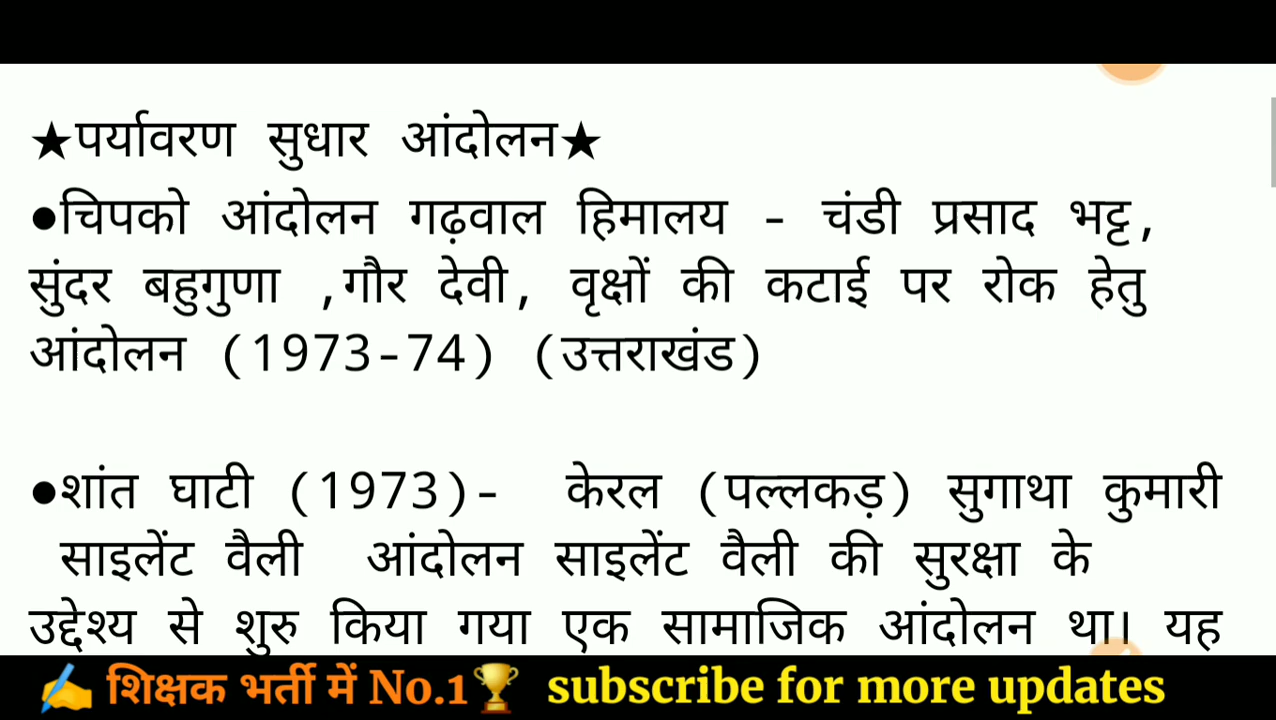 ★पर्यावरण सुधार आंदोलन★
●चिपको आंदोलन गढ़वाल हिमालय - चंडी प्रसाद भट्ट,
सुंदर बहुगुणा ,गौर देवी, वृक्षों की कटाई पर रोक हेतु
आंदोलन (1973-74) (उत्तराखंड)
●शांत घाटी (1973)- केरल (पल्लकड़) सुगाथा कुमारी
साइलेंट वैली आंदोलन साइलेंट वैली की सुरक्षा के
उद्देश्य से शुरु किया गया एक सामाजिक आंदोलन था। यह
✍️ शिक्षक भर्ती में No.1🏆 subscribe for more updates